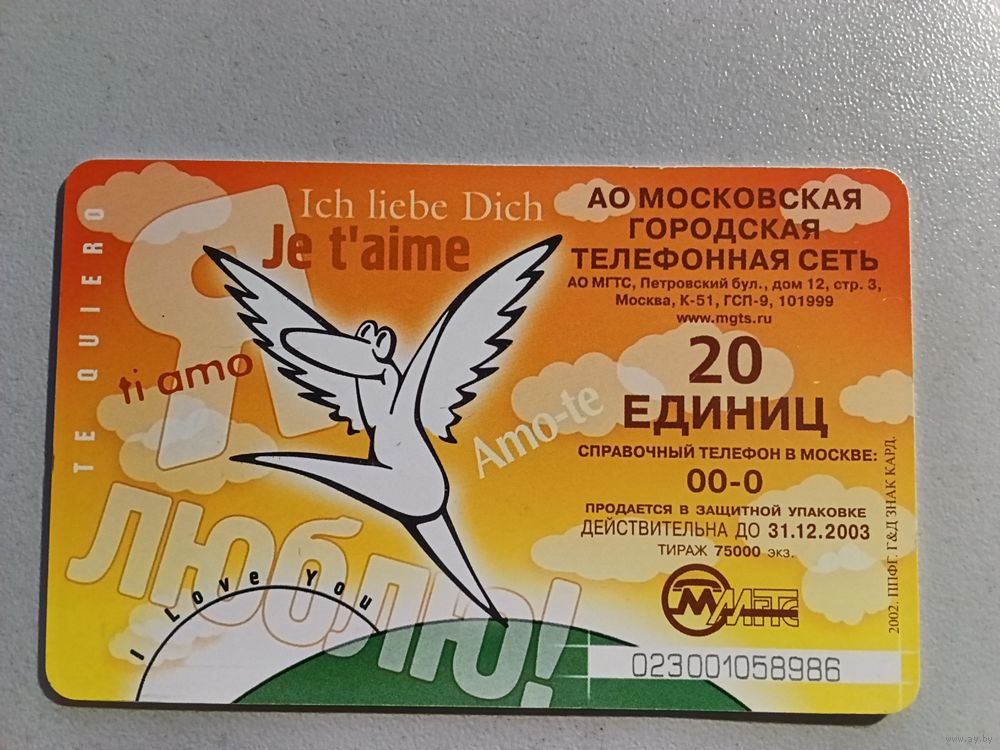 TE QUIERO
Я
Ich liebe Dich
Je t'aime
ti amo
Amo-te
ЛЮБЛЮ!
I Love You
АО МОСКОВСКАЯ
ГОРОДСКАЯ
ТЕЛЕФОННАЯ СЕТЬ
АО МГТС, Петровский бул., дом 12, стр. 3,
Москва, К-51, ГСП-9, 101999
www.mgts.ru
20
ЕДИНИЦ
СПРАВОЧНЫЙ ТЕЛЕФОН В МОСКВЕ:
00-0
ПРОДАЕТСЯ В ЗАЩИТНОЙ УПАКОВКЕ
ДЕЙСТВИТЕЛЬНА ДО 31.12.2003
ТИРАЖ 75000 ЭКЗ.
М МГТС
023001058986
2002. ППФГ. Г&Д ЗНАК КАРД.
www.ay.by